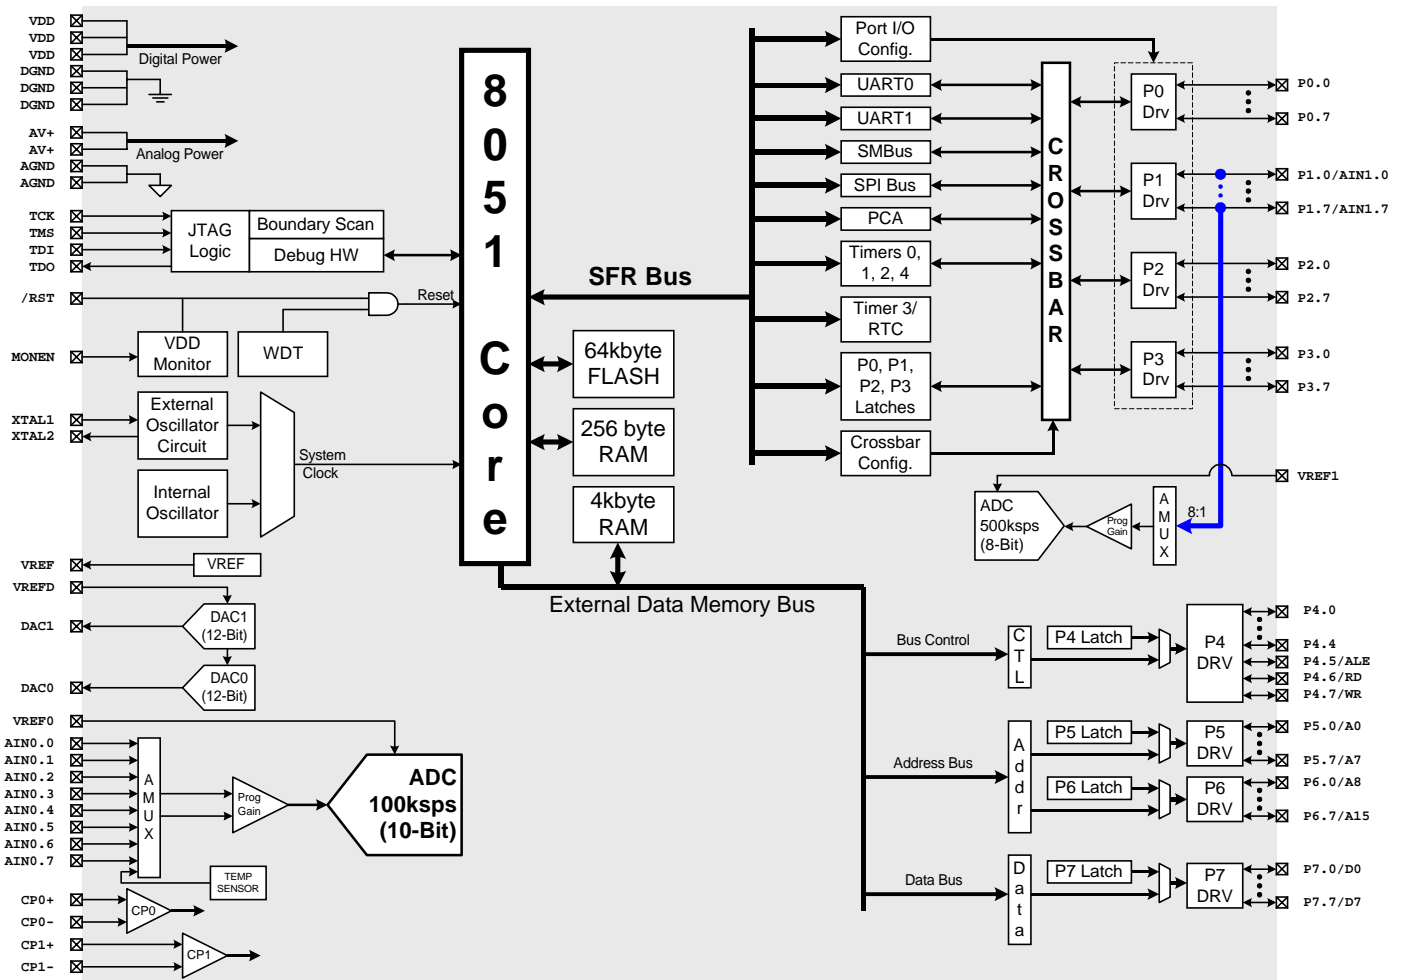 VDD
VDD
VDD
Digital Power
DGND
DGND
DGND
AV+
AV+
Analog Power
AGND
AGND
TCK
TMS
TDI
TDO
JTAG
Logic
Boundary Scan
Debug HW
/RST
Reset
MONEN
VDD
Monitor
WDT
XTAL1
XTAL2
External
Oscillator
Circuit
System
Clock
Internal
Oscillator
VREF
VREF
VREFD
DAC1
DAC1
(12-Bit)
DAC0
DAC0
(12-Bit)
VREF0
AIN0.0
AIN0.1
AIN0.2
AIN0.3
AIN0.4
AIN0.5
AIN0.6
AIN0.7
AMUX
Prog
Gain
ADC
100ksps
(10-Bit)
TEMP
SENSOR
CP0+
CP0-
CP0
CP1+
CP1-
CP1
8051 Core
SFR Bus
64kbyte
FLASH
256 byte
RAM
4kbyte
RAM
External Data Memory Bus
Port I/O
Config.
UART0
UART1
SMBus
SPI Bus
PCA
Timers 0,
1, 2, 4
Timer 3/
RTC
P0, P1,
P2, P3
Latches
Crossbar
Config.
CROSSBAR
P0
Drv
P1
Drv
P2
Drv
P3
Drv
P0.0
P0.7
P1.0/AIN1.0
P1.7/AIN1.7
P2.0
P2.7
P3.0
P3.7
VREF1
ADC
500ksps
(8-Bit)
Prog
Gain
AMUX
8:1
Bus Control
CTL
P4 Latch
P4
DRV
P4.0
P4.4
P4.5/ALE
P4.6/RD
P4.7/WR
Address Bus
Addr
P5 Latch
P5
DRV
P5.0/A0
P5.7/A7
P6 Latch
P6
DRV
P6.0/A8
P6.7/A15
Data Bus
Data
P7 Latch
P7
DRV
P7.0/D0
P7.7/D7